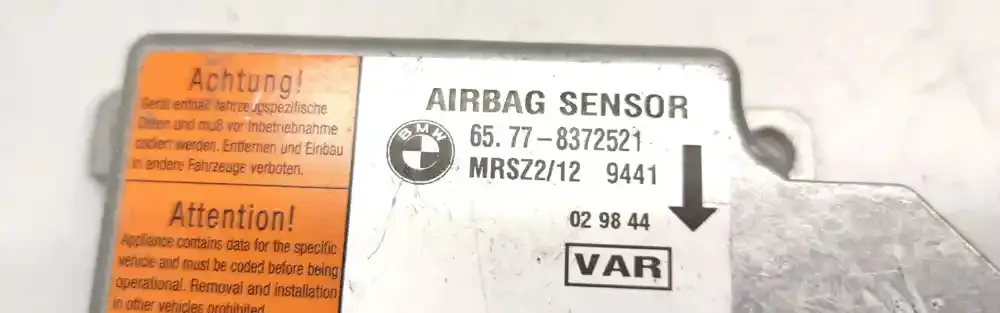 Achtung!
Gerät enthält fahrzeugspezifische
Daten und muß vor Inbetriebnahme
codiert werden. Entfernen und Einbau
in andere Fahrzeuge verboten.
Attention!
Appliance contains data for the specific
vehicle and must be coded before being
operational. Removal and installation
in other vehicles prohibited.
AIRBAG SENSOR
BMW
65.77-8372521
MRSZ2/12 9441
02 98 44
VAR